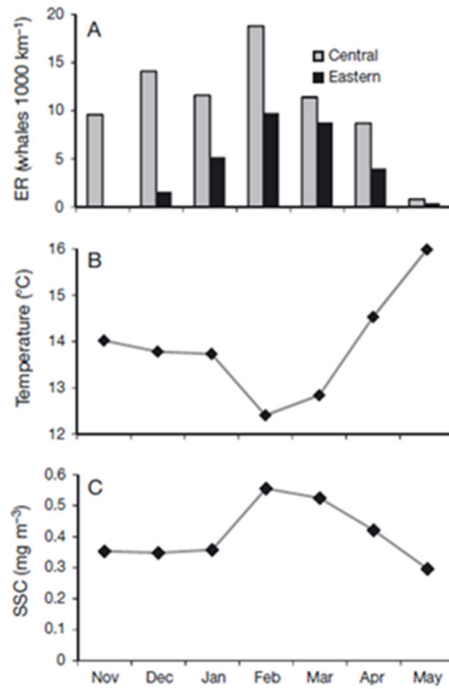 A
20
15
10
5
0
ER (whales 1000 km⁻¹)
Central
Eastern
B
16
15
14
13
12
Temperature (°C)
C
0.6
0.5
0.4
0.3
0.2
0.1
0
SSC (mg m⁻³)
Nov Dec Jan Feb Mar Apr May